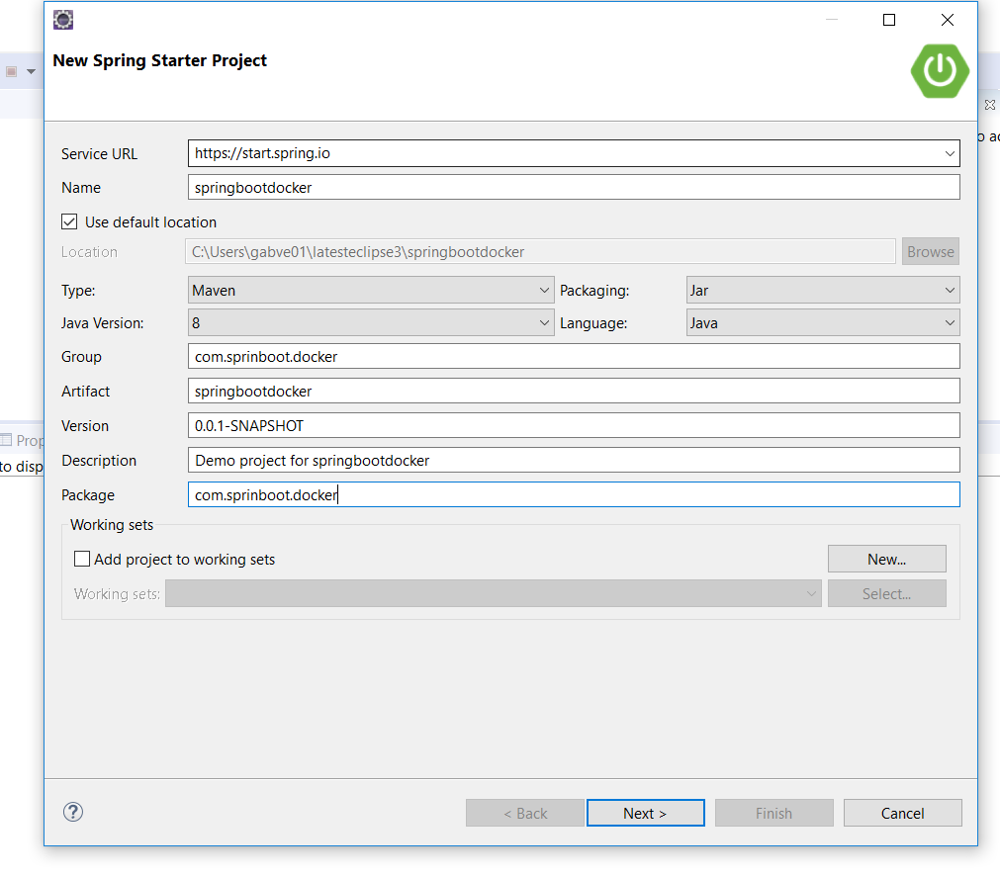 New Spring Starter Project
Service URL https://start.spring.io
Name springbootdocker
Use default location
Location C:\Users\gabve01\latesteclipse3\springbootdocker Browse
Type: Maven Packaging: Jar
Java Version: 8 Language: Java
Group com.sprinboot.docker
Artifact springbootdocker
Version 0.0.1-SNAPSHOT
Description Demo project for springbootdocker
Package com.sprinboot.docker
Working sets
Add project to working sets New...
Working sets: Select...
? < Back Next > Finish Cancel
o ac
Prop
to disp